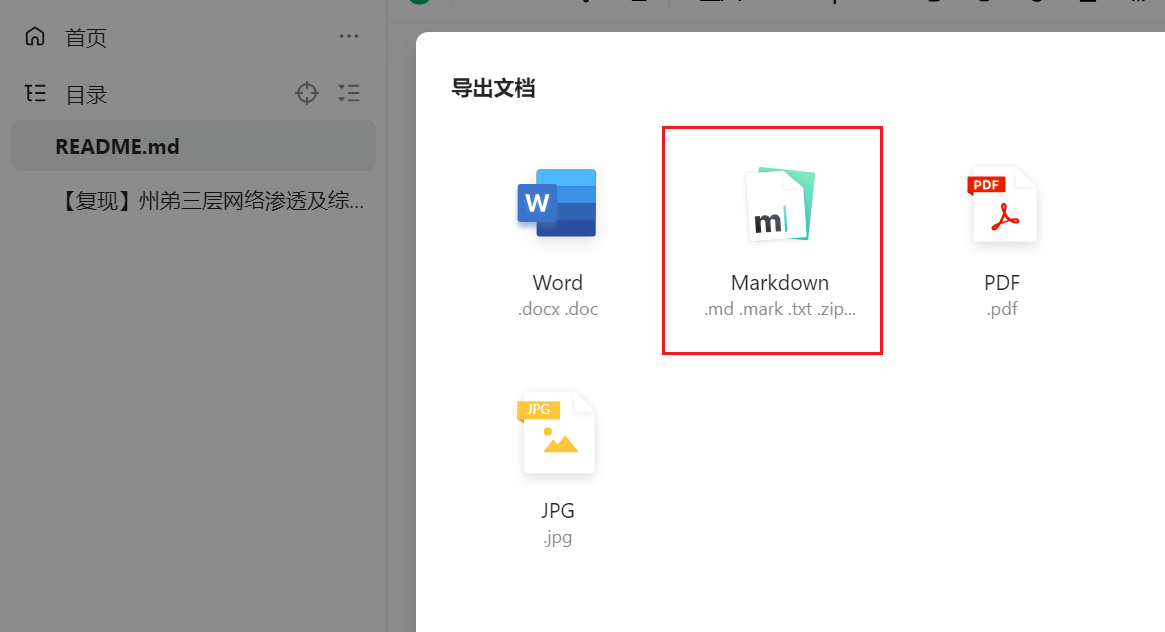 首页
目录
README.md
【复现】州弟三层网络渗透及综...
导出文档
W
Word
.docx .doc
ml
Markdown
.md .mark .txt .zip...
PDF
PDF
.pdf
JPG
JPG
.jpg